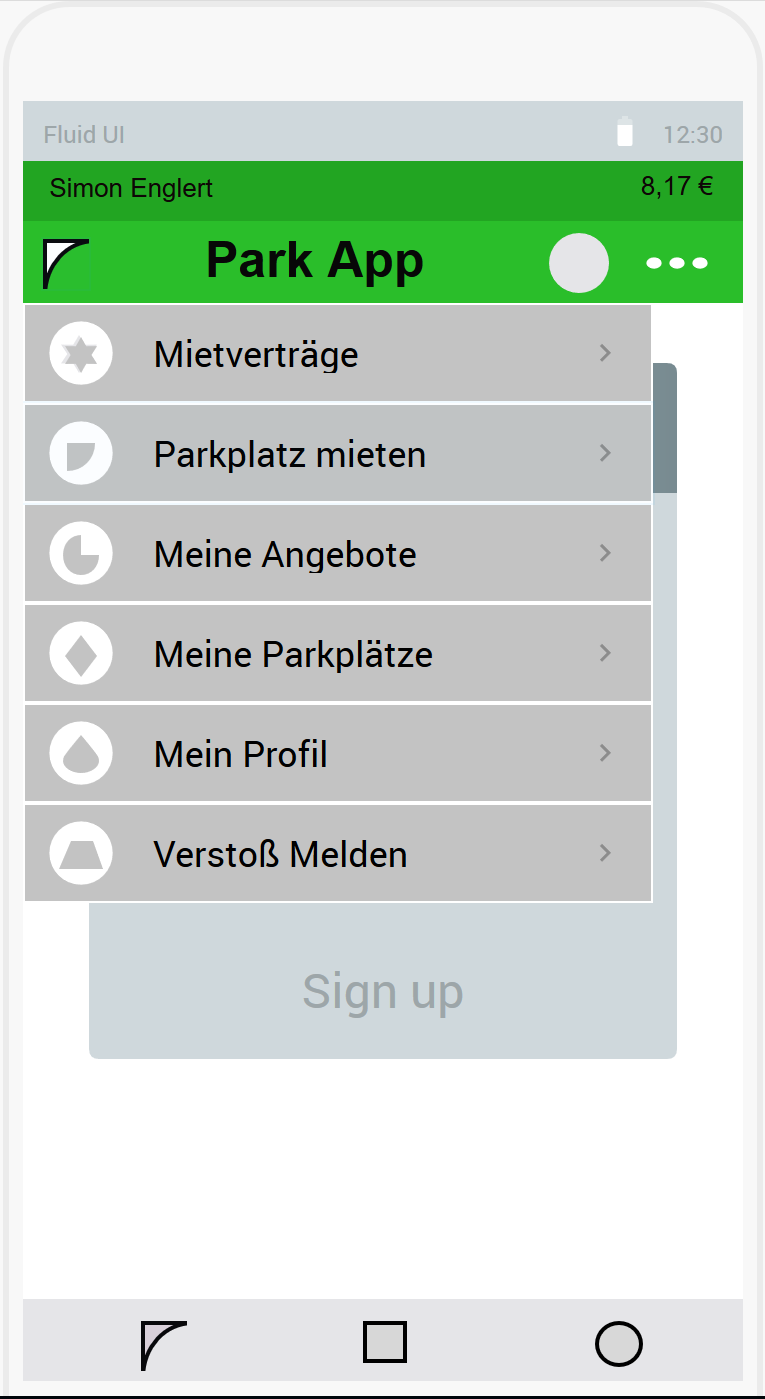 Fluid UI
12:30
Simon Englert
8,17 €
Park App
Mietverträge
Parkplatz mieten
Meine Angebote
Meine Parkplätze
Mein Profil
Verstoß Melden
Sign up